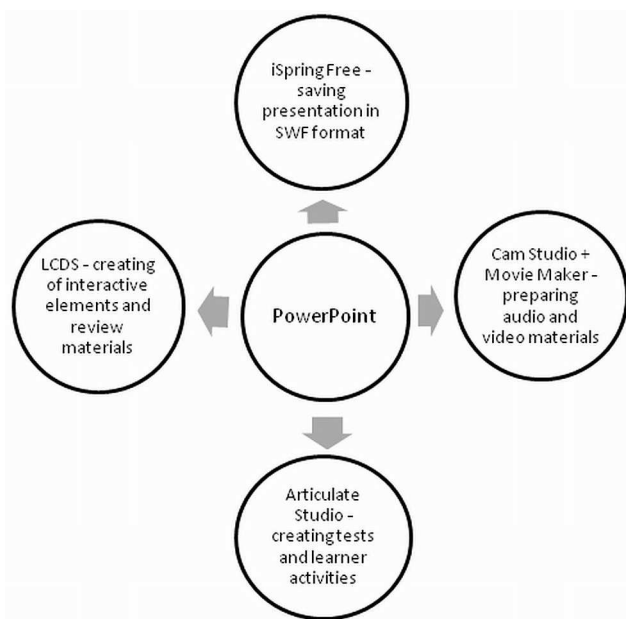 iSpring Free -
saving
presentation in
SWF format
LCDS - creating
of interactive
elements and
review
materials
PowerPoint
Cam Studio +
Movie Maker -
preparing
audio and
video materials
Articulate
Studio -
creating tests
and learner
activities